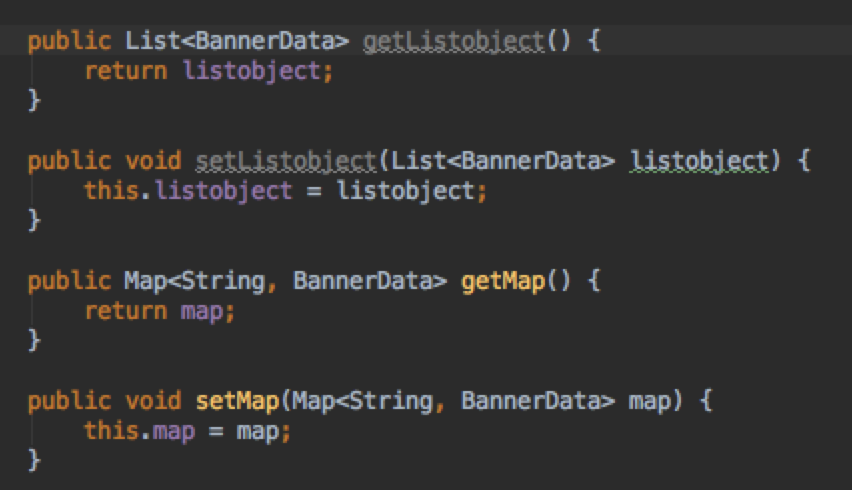 public List<BannerData> getListobject() {
return listobject;
}
public void setListobject(List<BannerData> listobject) {
this.listobject = listobject;
}
public Map<String, BannerData> getMap() {
return map;
}
public void setMap(Map<String, BannerData> map) {
this.map = map;
}